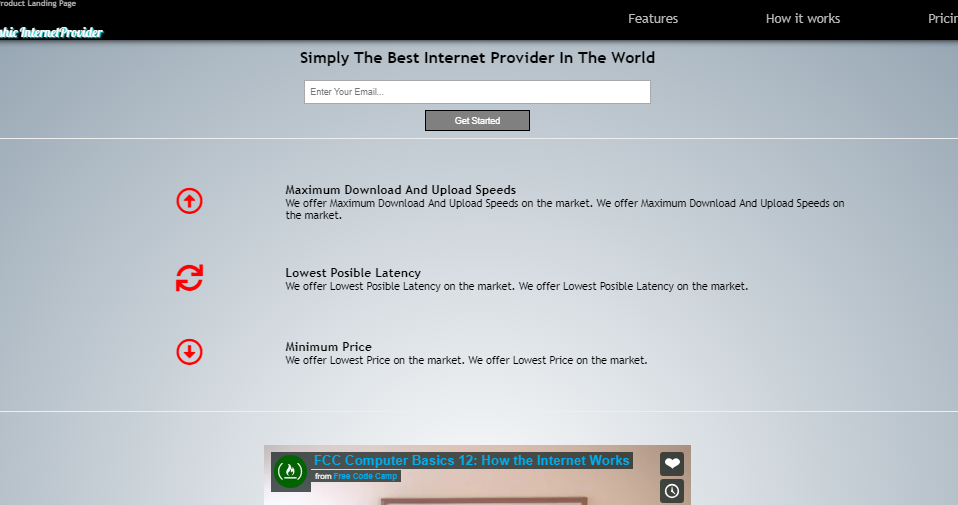 Product Landing Page
InternetProvider
Features
How it works
Simply The Best Internet Provider In The World
Enter Your Email...
Get Started
Maximum Download And Upload Speeds
We offer Maximum Download And Upload Speeds on the market. We offer Maximum Download And Upload Speeds on
the market.
Lowest Posible Latency
We offer Lowest Posible Latency on the market. We offer Lowest Posible Latency on the market.
Minimum Price
We offer Lowest Price on the market. We offer Lowest Price on the market.
FCC Computer Basics 12: How the Internet Works
from Free Code Camp